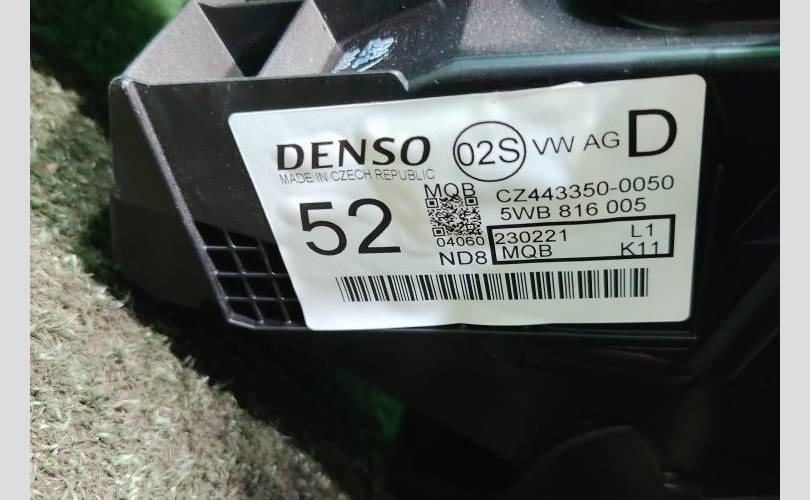 DENSO 02S VW AG D
MADE IN CZECH REPUBLIC
52 MQB CZ443350-0050
5WB 816 005
04060 230221 L1
ND8 MQB K11